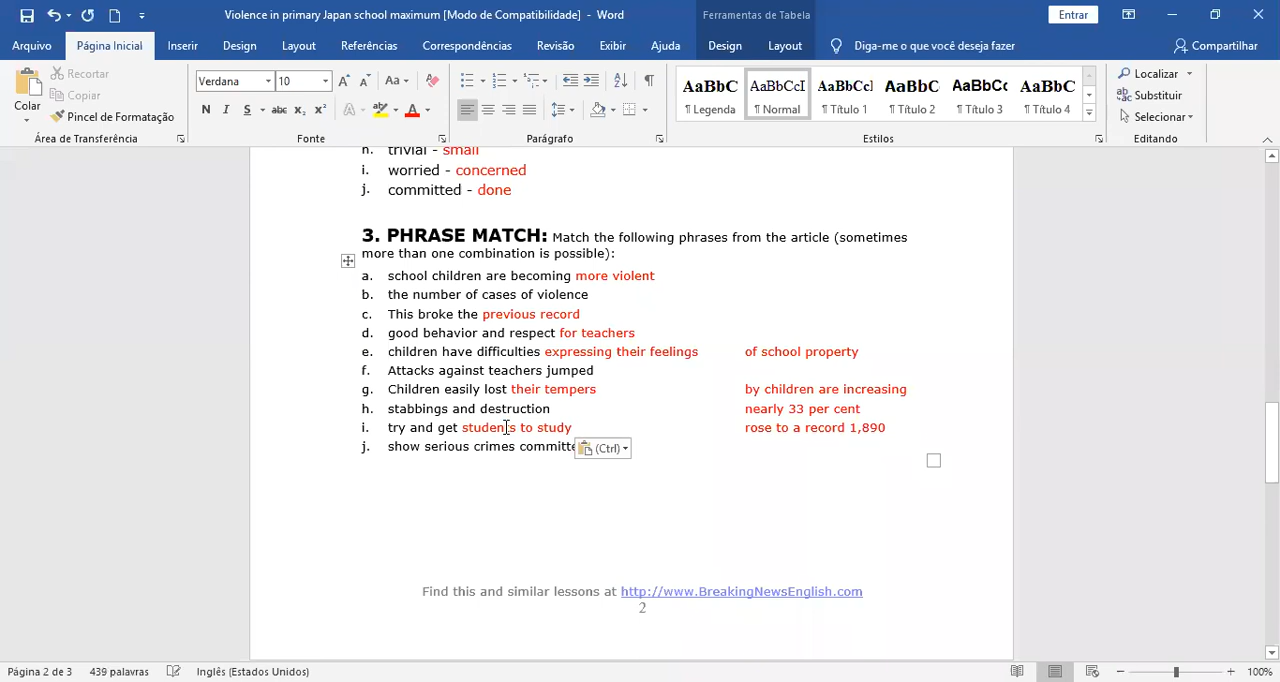 Violence in primary Japan school maximum [Modo de Compatibilidade] - Word
Ferramentas de Tabela
Entrar
Arquivo
Página Inicial
Inserir
Design
Layout
Referências
Correspondências
Revisão
Exibir
Ajuda
Design
Layout
Diga-me o que você deseja fazer
Compartilhar
Colar
Recortar
Copiar
Pincel de Formatação
Área de Transferência
Verdana
10
Aa
N I S abc x₂ x²
Fonte
Parágrafo
AaBbC AaBbCcI AaBbCcl AaBbC AaBbCc AaBbC
¶ Legenda ¶ Normal ¶ Título 1 ¶ Título 2 ¶ Título 3 ¶ Título 4
Estilos
Localizar
Substituir
Selecionar
Editando
h. trivial - small
i. worried - concerned
j. committed - done
3. PHRASE MATCH: Match the following phrases from the article (sometimes
more than one combination is possible):
a. school children are becoming more violent
b. the number of cases of violence
c. This broke the previous record
d. good behavior and respect for teachers
e. children have difficulties expressing their feelings of school property
f. Attacks against teachers jumped
g. Children easily lost their tempers by children are increasing
h. stabbings and destruction nearly 33 per cent
i. try and get students to study rose to a record 1,890
j. show serious crimes committe
(Ctrl)
Find this and similar lessons at http://www.BreakingNewsEnglish.com
2
Página 2 de 3
439 palavras
Inglês (Estados Unidos)
100%